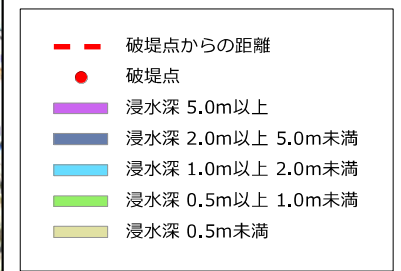 破堤点からの距離
破堤点
浸水深 5.0m以上
浸水深 2.0m以上 5.0m未満
浸水深 1.0m以上 2.0m未満
浸水深 0.5m以上 1.0m未満
浸水深 0.5m未満